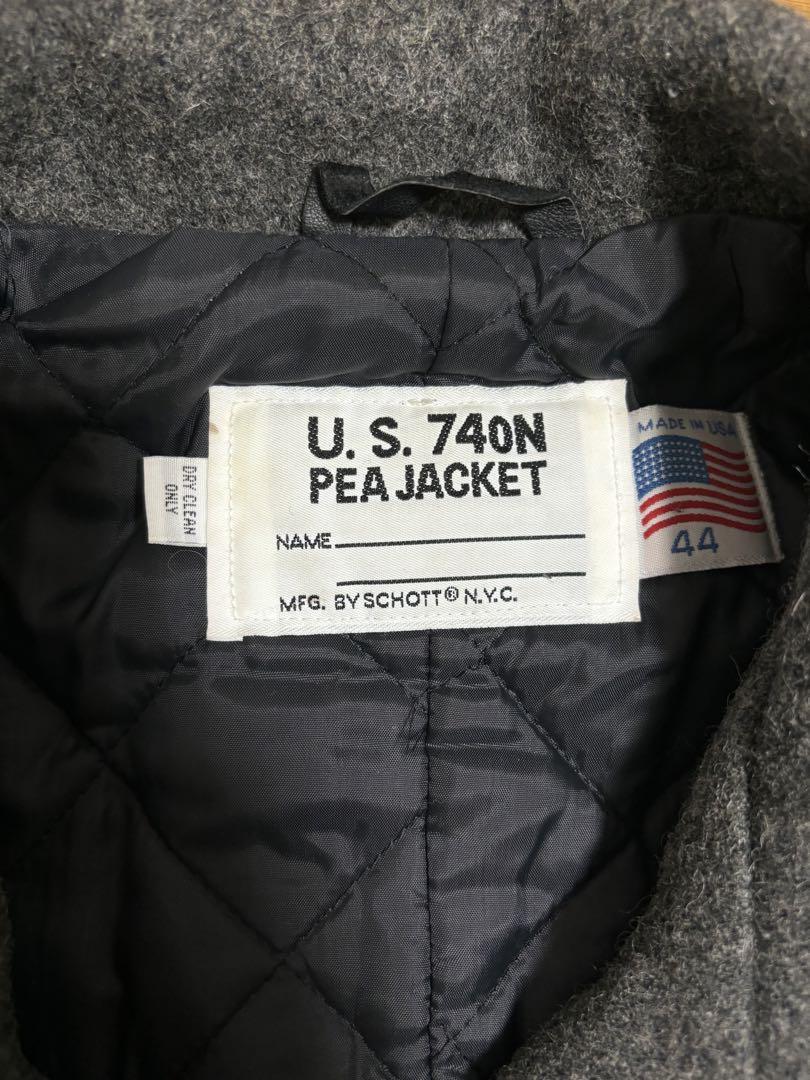 U. S. 740N
PEA JACKET
NAME
MFG. BY SCHOTT® N.Y.C.
DRY CLEAN
ONLY
MADE IN USA
44